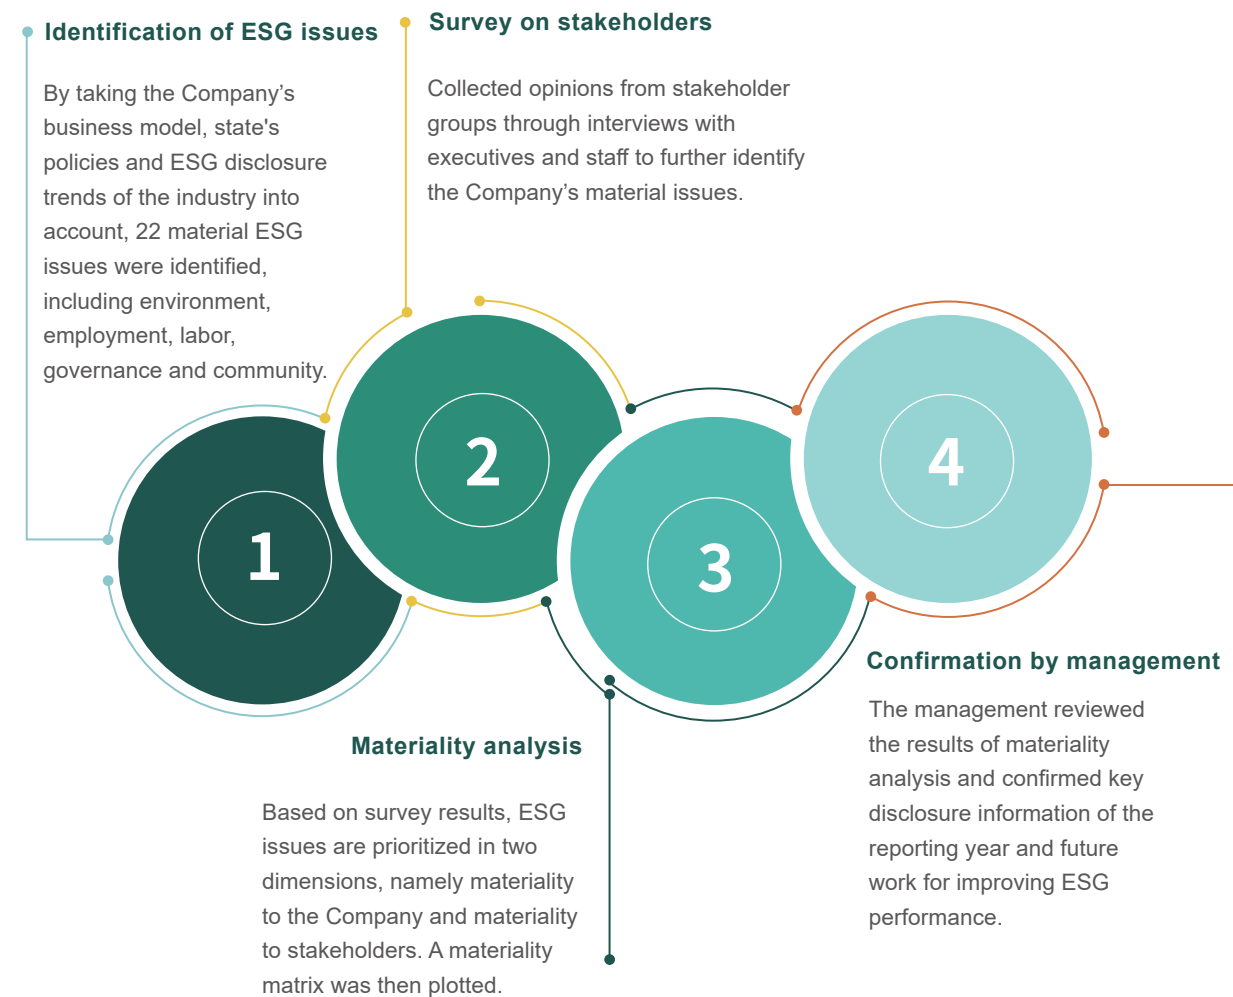 Identification of ESG issues
By taking the Company’s
business model, state's
policies and ESG disclosure
trends of the industry into
account, 22 material ESG
issues were identified,
including environment,
employment, labor,
governance and community.
Survey on stakeholders
Collected opinions from stakeholder
groups through interviews with
executives and staff to further identify
the Company’s material issues.
1
2
3
4
Materiality analysis
Based on survey results, ESG
issues are prioritized in two
dimensions, namely materiality
to the Company and materiality
to stakeholders. A materiality
matrix was then plotted.
Confirmation by management
The management reviewed
the results of materiality
analysis and confirmed key
disclosure information of the
reporting year and future
work for improving ESG
performance.